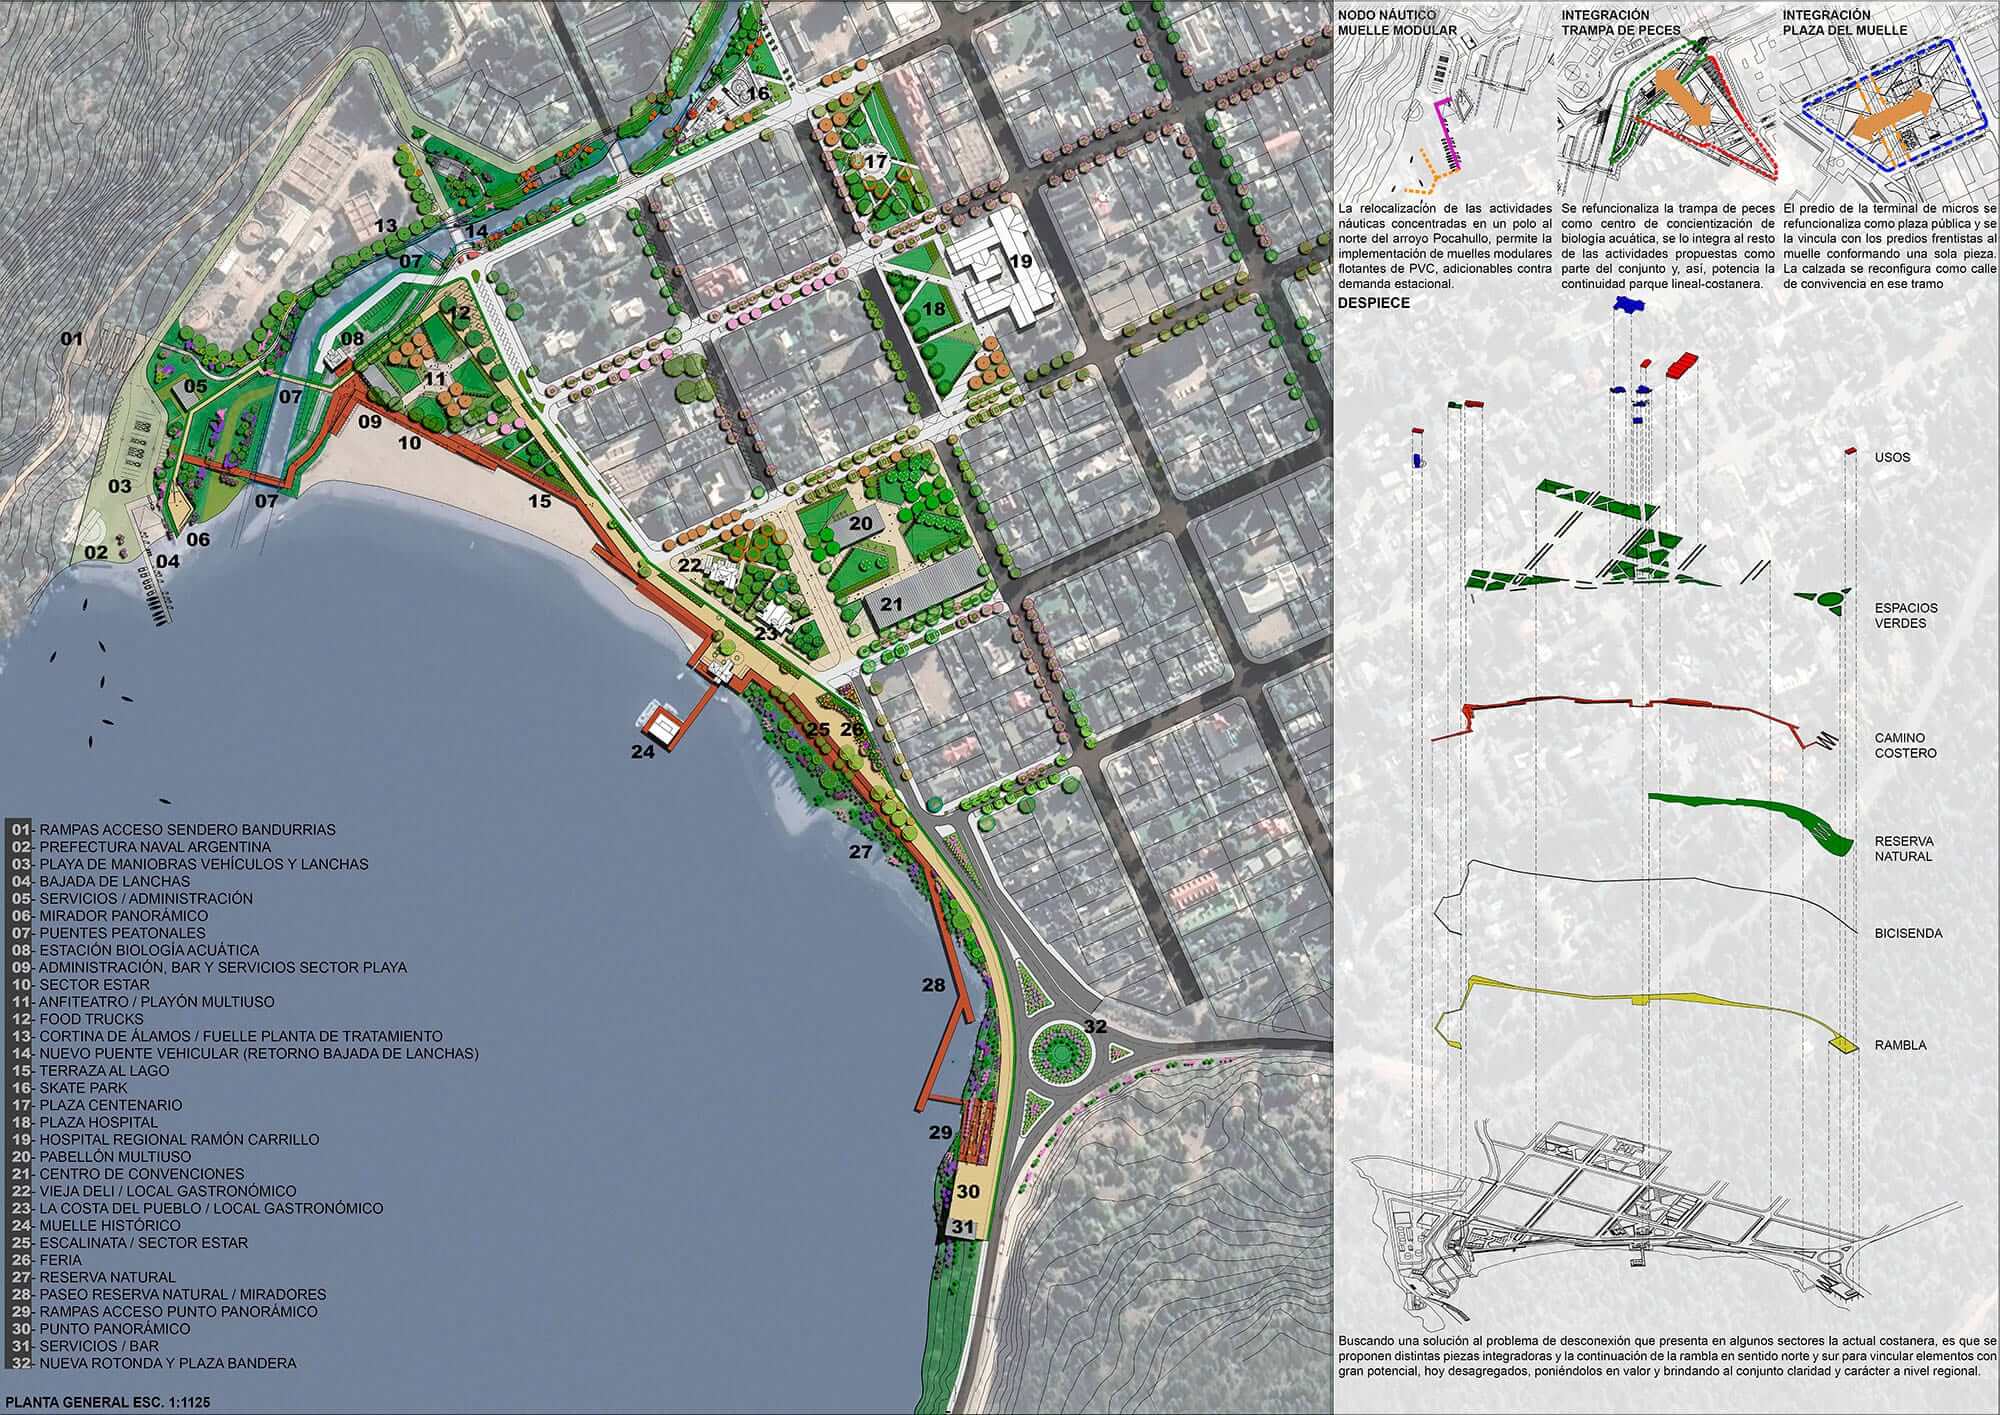 01
02
03
04
05
06
07
07
07
08
09
10
11
12
13
14
15
16
17
18
19
20
21
22
23
24
25
26
27
28
29
30
31
32
01- RAMPAS ACCESO SENDERO BANDURRIAS
02- PREFECTURA NAVAL ARGENTINA
03- PLAYA DE MANIOBRAS VEHÍCULOS Y LANCHAS
04- BAJADA DE LANCHAS
05- SERVICIOS / ADMINISTRACIÓN
06- MIRADOR PANORÁMICO
07- PUENTES PEATONALES
08- ESTACIÓN BIOLOGÍA ACUÁTICA
09- ADMINISTRACIÓN, BAR Y SERVICIOS SECTOR PLAYA
10- SECTOR ESTAR
11- ANFITEATRO / PLAYÓN MULTIUSO
12- FOOD TRUCKS
13- CORTINA DE ÁLAMOS / FUELLE PLANTA DE TRATAMIENTO
14- NUEVO PUENTE VEHICULAR (RETORNO BAJADA DE LANCHAS)
15- TERRAZA AL LAGO
16- SKATE PARK
17- PLAZA CENTENARIO
18- PLAZA HOSPITAL
19- HOSPITAL REGIONAL RAMÓN CARRILLO
20- PABELLÓN MULTIUSO
21- CENTRO DE CONVENCIONES
22- VIEJA DELI / LOCAL GASTRONÓMICO
23- LA COSTA DEL PUEBLO / LOCAL GASTRONÓMICO
24- MUELLE HISTÓRICO
25- ESCALINATA / SECTOR ESTAR
26- FERIA
27- RESERVA NATURAL
28- PASEO RESERVA NATURAL / MIRADORES
29- RAMPAS ACCESO PUNTO PANORÁMICO
30- PUNTO PANORÁMICO
31- SERVICIOS / BAR
32- NUEVA ROTONDA Y PLAZA BANDERA
PLANTA GENERAL ESC. 1:1125
NODO NÁUTICO
MUELLE MODULAR
La relocalización de las actividades
náuticas concentradas en un polo al
norte del arroyo Pocahullo, permite la
implementación de muelles modulares
flotantes de PVC, adicionables contra
demanda estacional.
INTEGRACIÓN
TRAMPA DE PECES
Se refuncionaliza la trampa de peces
como centro de concientización de
biología acuática, se lo integra al resto
de las actividades propuestas como
parte del conjunto y, así, potencia la
continuidad parque lineal-costanera.
INTEGRACIÓN
PLAZA DEL MUELLE
El predio de la terminal de micros se
refuncionaliza como plaza pública y se
la vincula con los predios frentistas al
muelle conformando una sola pieza.
La calzada se reconfigura como calle
de convivencia en ese tramo
DESPIECE
USOS
ESPACIOS
VERDES
CAMINO
COSTERO
RESERVA
NATURAL
BICISENDA
RAMBLA
Buscando una solución al problema de desconexión que presenta en algunos sectores la actual costanera, es que se
proponen distintas piezas integradoras y la continuación de la rambla en sentido norte y sur para vincular elementos con
gran potencial, hoy desagregados, poniéndolos en valor y brindando al conjunto claridad y carácter a nivel regional.